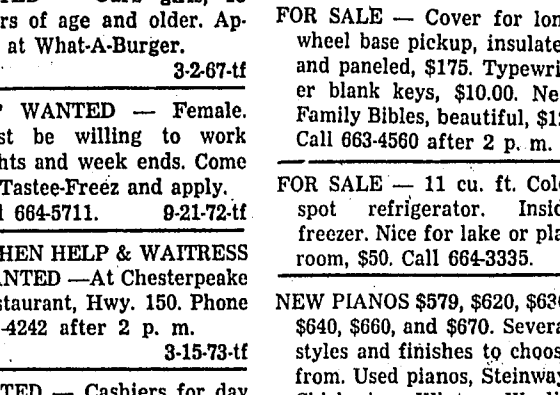 rs of age and older. Ap-
at What-A-Burger.
3-2-67-tf
WANTED — Female.
st be willing to work
hts and week ends. Come
Tastee-Freez and apply.
l 664-5711. 9-21-72-tf
HEN HELP & WAITRESS
ANTED —At Chesterpeake
staurant, Hwy. 150. Phone
-4242 after 2 p. m.
3-15-73-tf
TED — Cashiers for day
FOR SALE — Cover for lon
wheel base pickup, insulate
and paneled, $175. Typewri
er blank keys, $10.00. Ne
Family Bibles, beautiful, $1
Call 663-4560 after 2 p. m.
FOR SALE — 11 cu. ft. Col
spot refrigerator. Insid
freezer. Nice for lake or pla
room, $50. Call 664-3335.
NEW PIANOS $579, $620, $63
$640, $660, and $670. Severa
styles and finishes to choos
from. Used pianos, Steinway